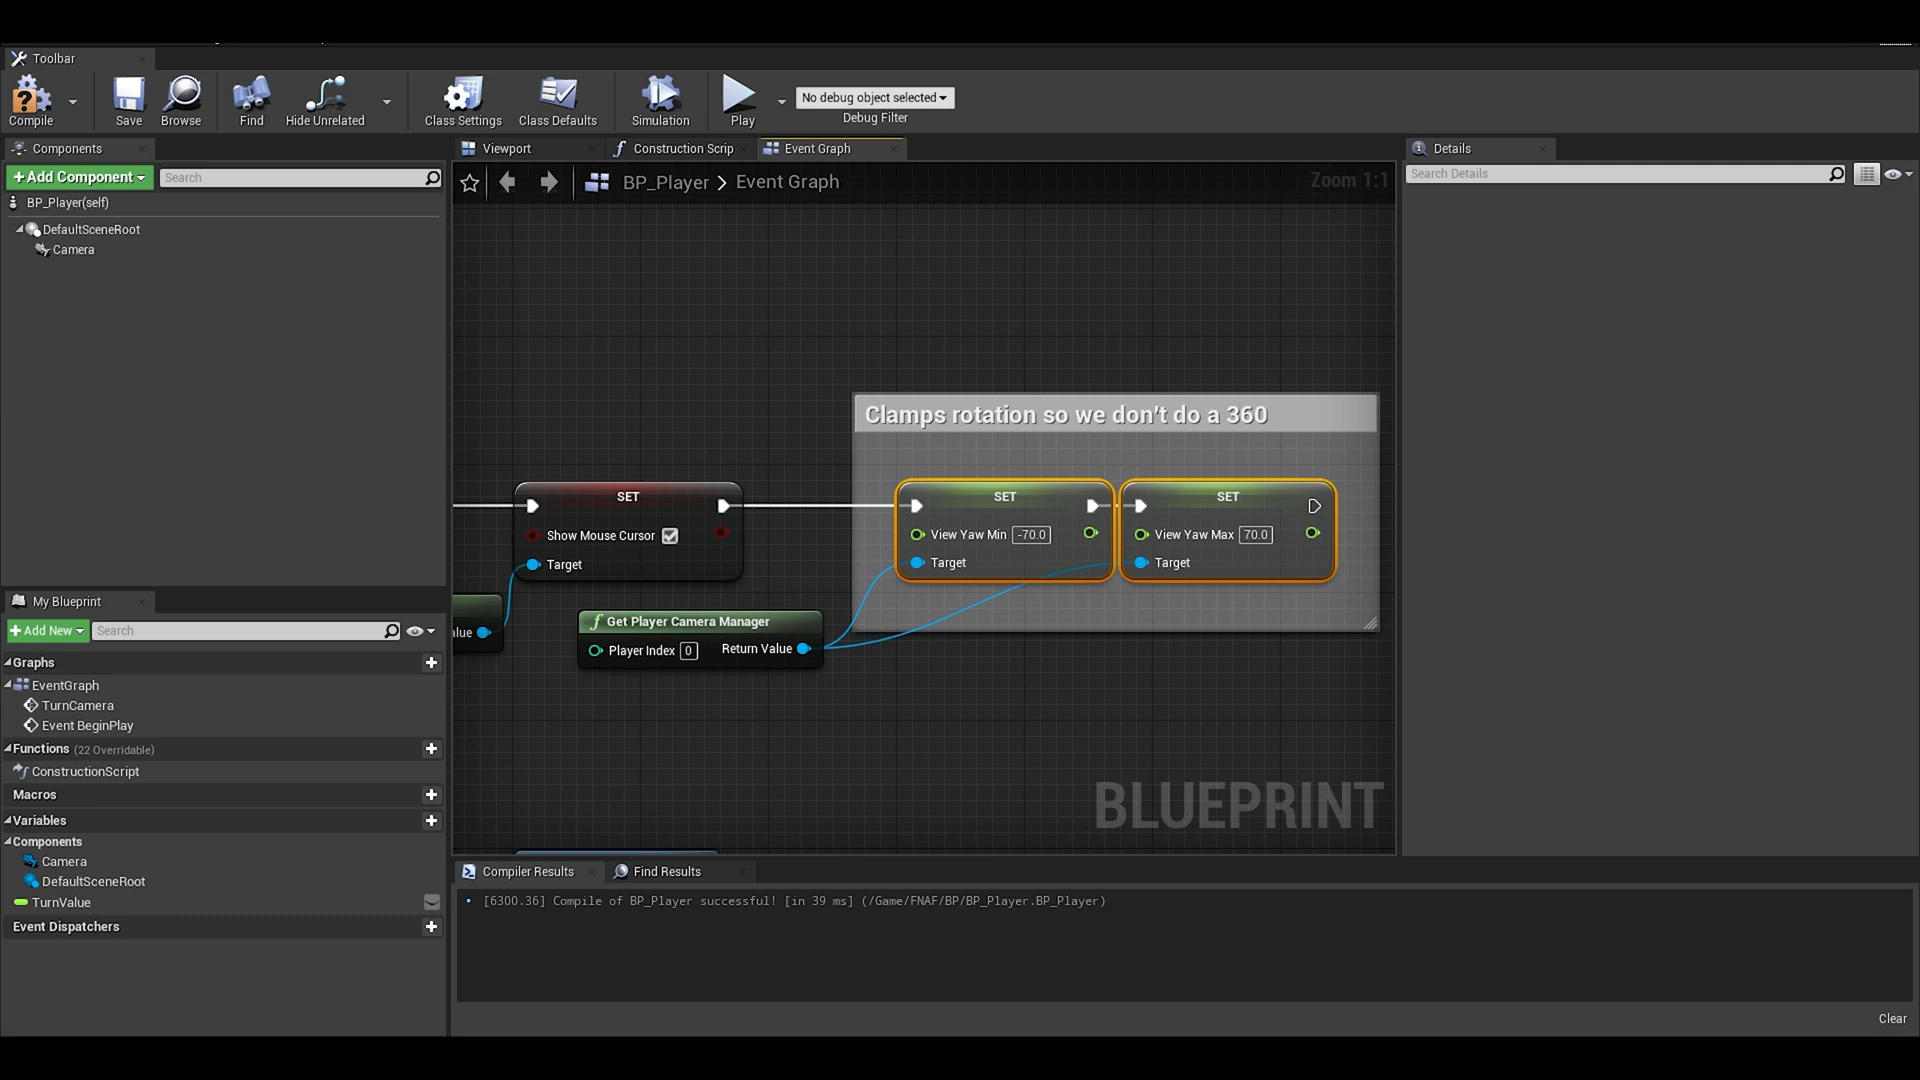 Toolbar
Compile
Save
Browse
Find
Hide Unrelated
Class Settings
Class Defaults
Simulation
Play
No debug object selected
Debug Filter
Components
Viewport
Construction Scrip
Event Graph
Details
+Add Component
Search
BP_Player > Event Graph
Zoom 1:1
Search Details
BP_Player(self)
DefaultSceneRoot
Camera
Clamps rotation so we don't do a 360
SET
Show Mouse Cursor
Target
SET
View Yaw Min -70.0
Target
SET
View Yaw Max 70.0
Target
alue
Get Player Camera Manager
Player Index 0
Return Value
BLUEPRINT
My Blueprint
+Add New
Search
Graphs
EventGraph
TurnCamera
Event BeginPlay
Functions (22 Overridable)
ConstructionScript
Macros
Variables
Components
Camera
DefaultSceneRoot
TurnValue
Event Dispatchers
Compiler Results
Find Results
[6300.36] Compile of BP_Player successful! [in 39 ms] (/Game/FNAF/BP/BP_Player.BP_Player)
Clear